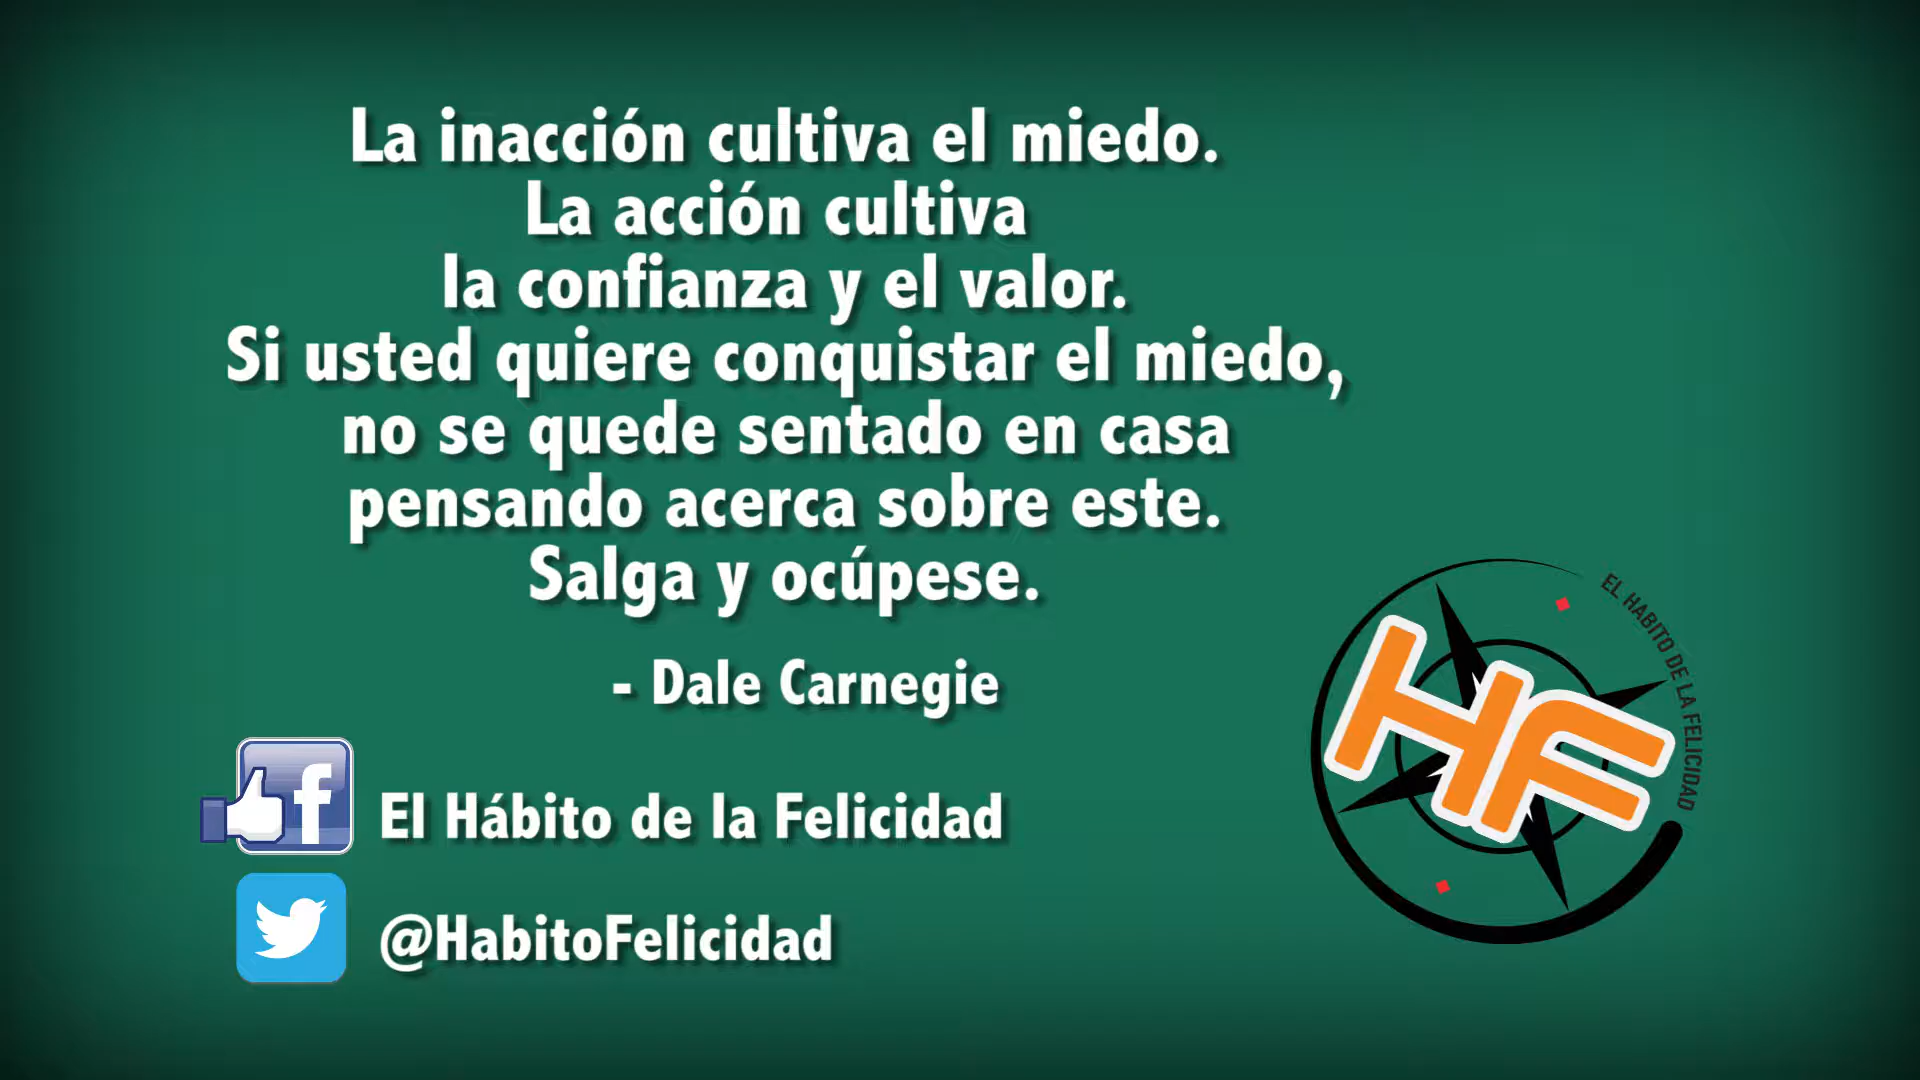 La inacción cultiva el miedo.
La acción cultiva
la confianza y el valor.
Si usted quiere conquistar el miedo,
no se quede sentado en casa
pensando acerca sobre este.
Salga y ocúpese.
- Dale Carnegie
f El Hábito de la Felicidad
@HabitoFelicidad
HF
EL HABITO DE LA FELICIDAD